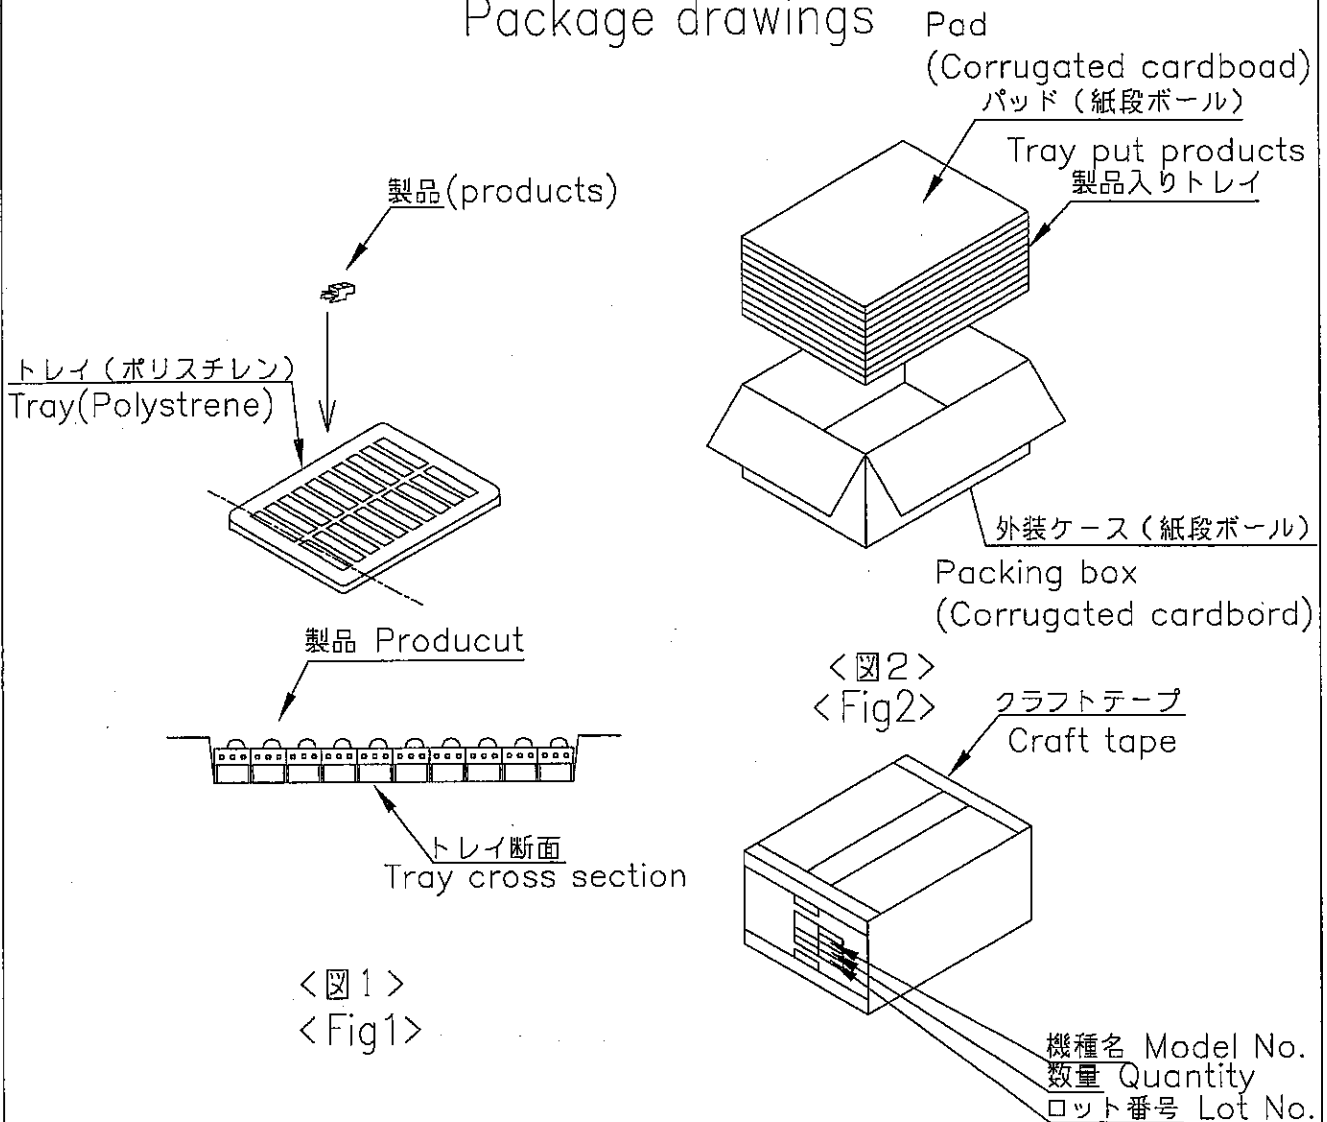 Package drawings
Pad
(Corrugated cardboad)
パッド（紙段ボール）
Tray put products
製品入りトレイ
製品(products)
トレイ（ポリスチレン）
Tray(Polystrene)
外装ケース（紙段ボール）
Packing box
(Corrugated cardbord)
製品 Producut
<図2>
<Fig2>
クラフトテープ
Craft tape
トレイ断面
Tray cross section
<図1>
<Fig1>
機種名 Model No.
数量 Quantity
ロット番号 Lot No.